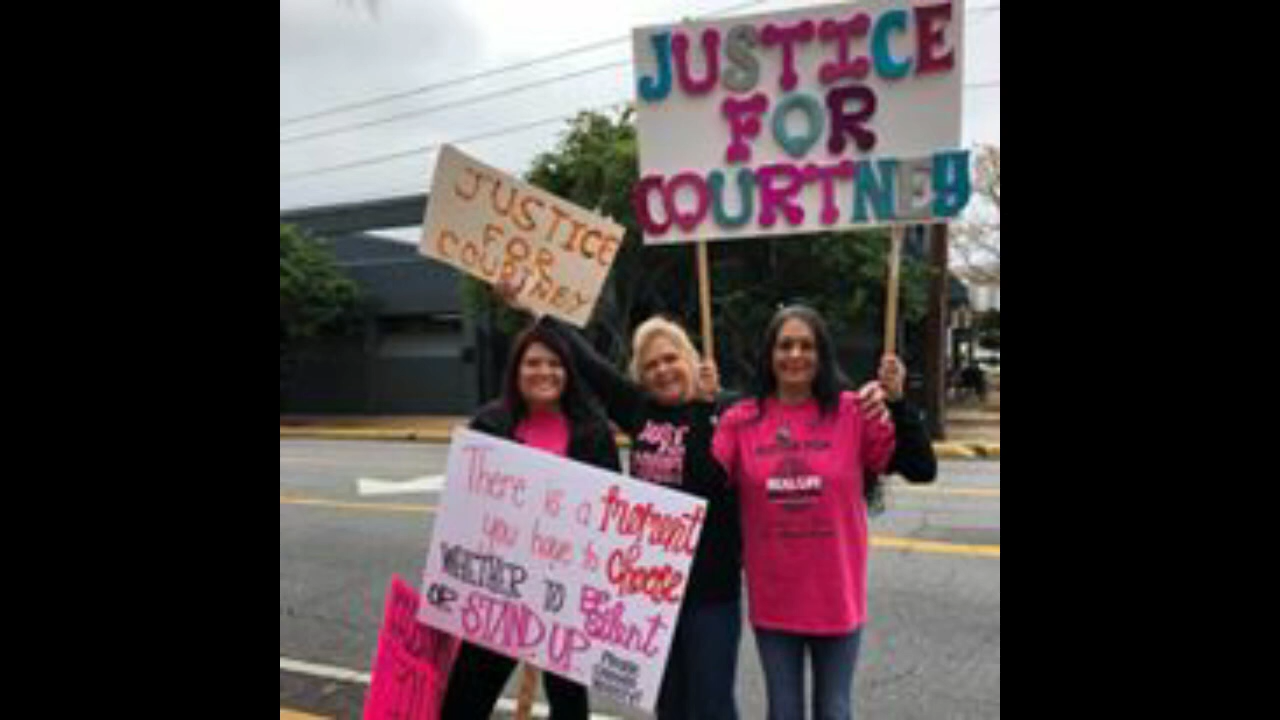 JUSTICE
FOR
COURTNEY
JUSTICE
FOR
COURTNEY
There is a moment
you have to choose
WHETHER TO BE
Silent
OR STAND UP
JUST